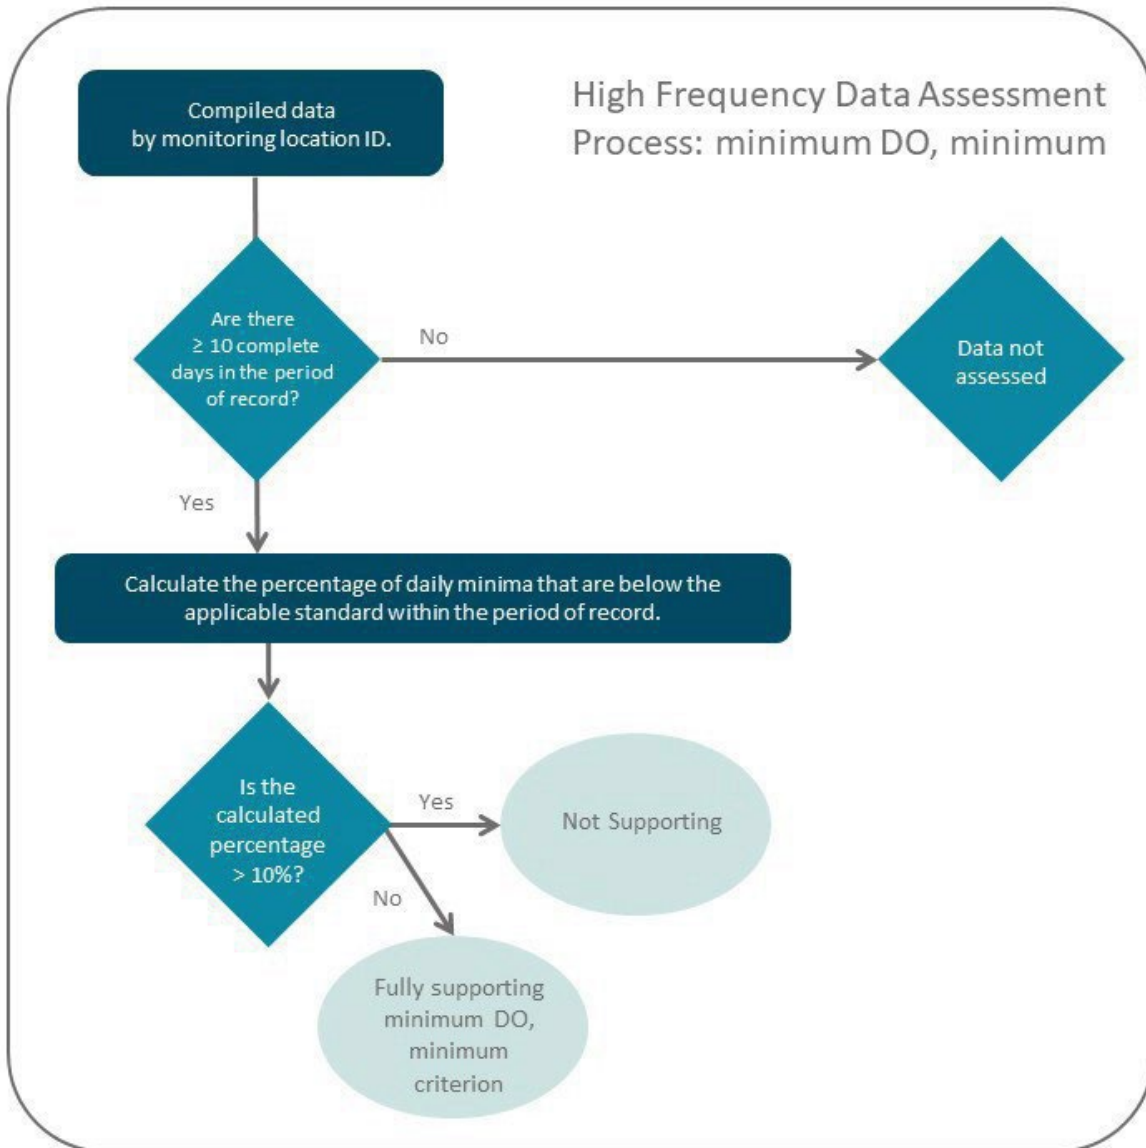 High Frequency Data Assessment
Process: minimum DO, minimum
Compiled data
by monitoring location ID.
Are there
≥ 10 complete
days in the period
of record?
No
Data not
assessed
Yes
Calculate the percentage of daily minima that are below the
applicable standard within the period of record.
Is the
calculated
percentage
> 10%?
Yes
Not Supporting
No
Fully supporting
minimum DO,
minimum
criterion